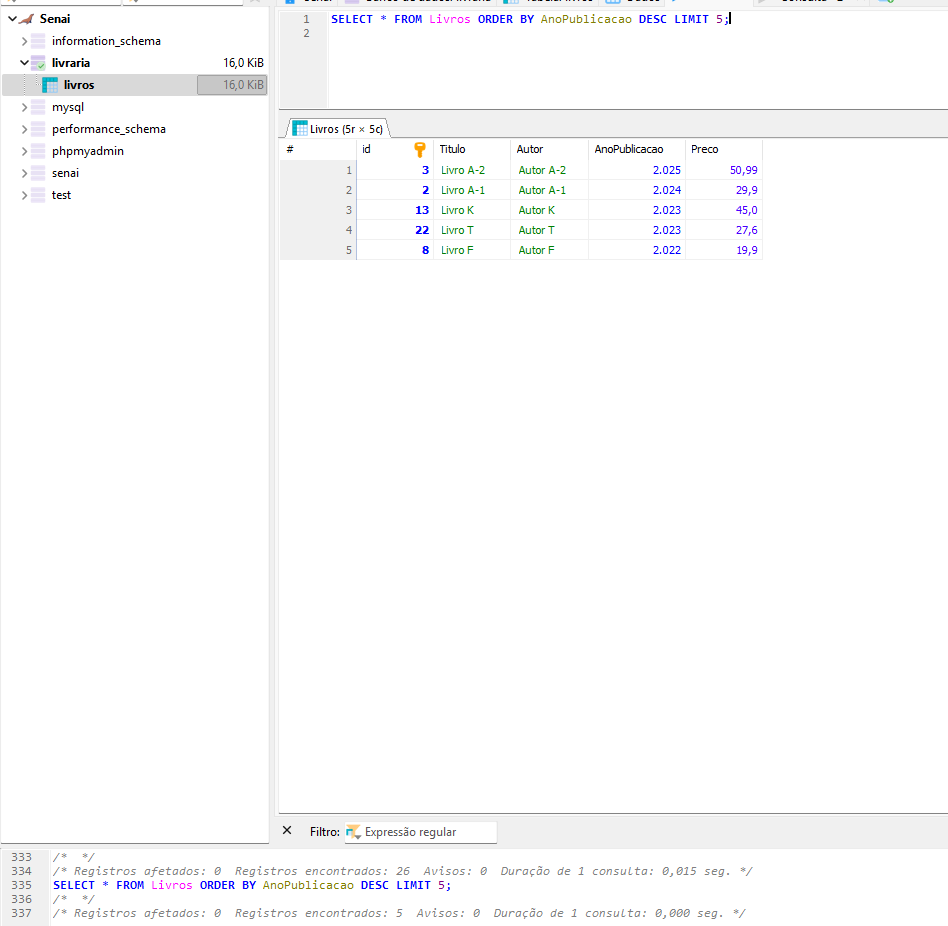 Senai
information_schema
livraria 16,0 KiB
livros 16,0 KiB
mysql
performance_schema
phpmyadmin
senai
test
1 SELECT * FROM Livros ORDER BY AnoPublicacao DESC LIMIT 5;
2
Livros (5r × 5c)
# id Titulo Autor AnoPublicacao Preco
1 3 Livro A-2 Autor A-2 2.025 50,99
2 2 Livro A-1 Autor A-1 2.024 29,9
3 13 Livro K Autor K 2.023 45,0
4 22 Livro T Autor T 2.023 27,6
5 8 Livro F Autor F 2.022 19,9
Filtro: Expressão regular
333 /* */
334 /* Registros afetados: 0 Registros encontrados: 26 Avisos: 0 Duração de 1 consulta: 0,015 seg. */
335 SELECT * FROM Livros ORDER BY AnoPublicacao DESC LIMIT 5;
336 /* */
337 /* Registros afetados: 0 Registros encontrados: 5 Avisos: 0 Duração de 1 consulta: 0,000 seg. */